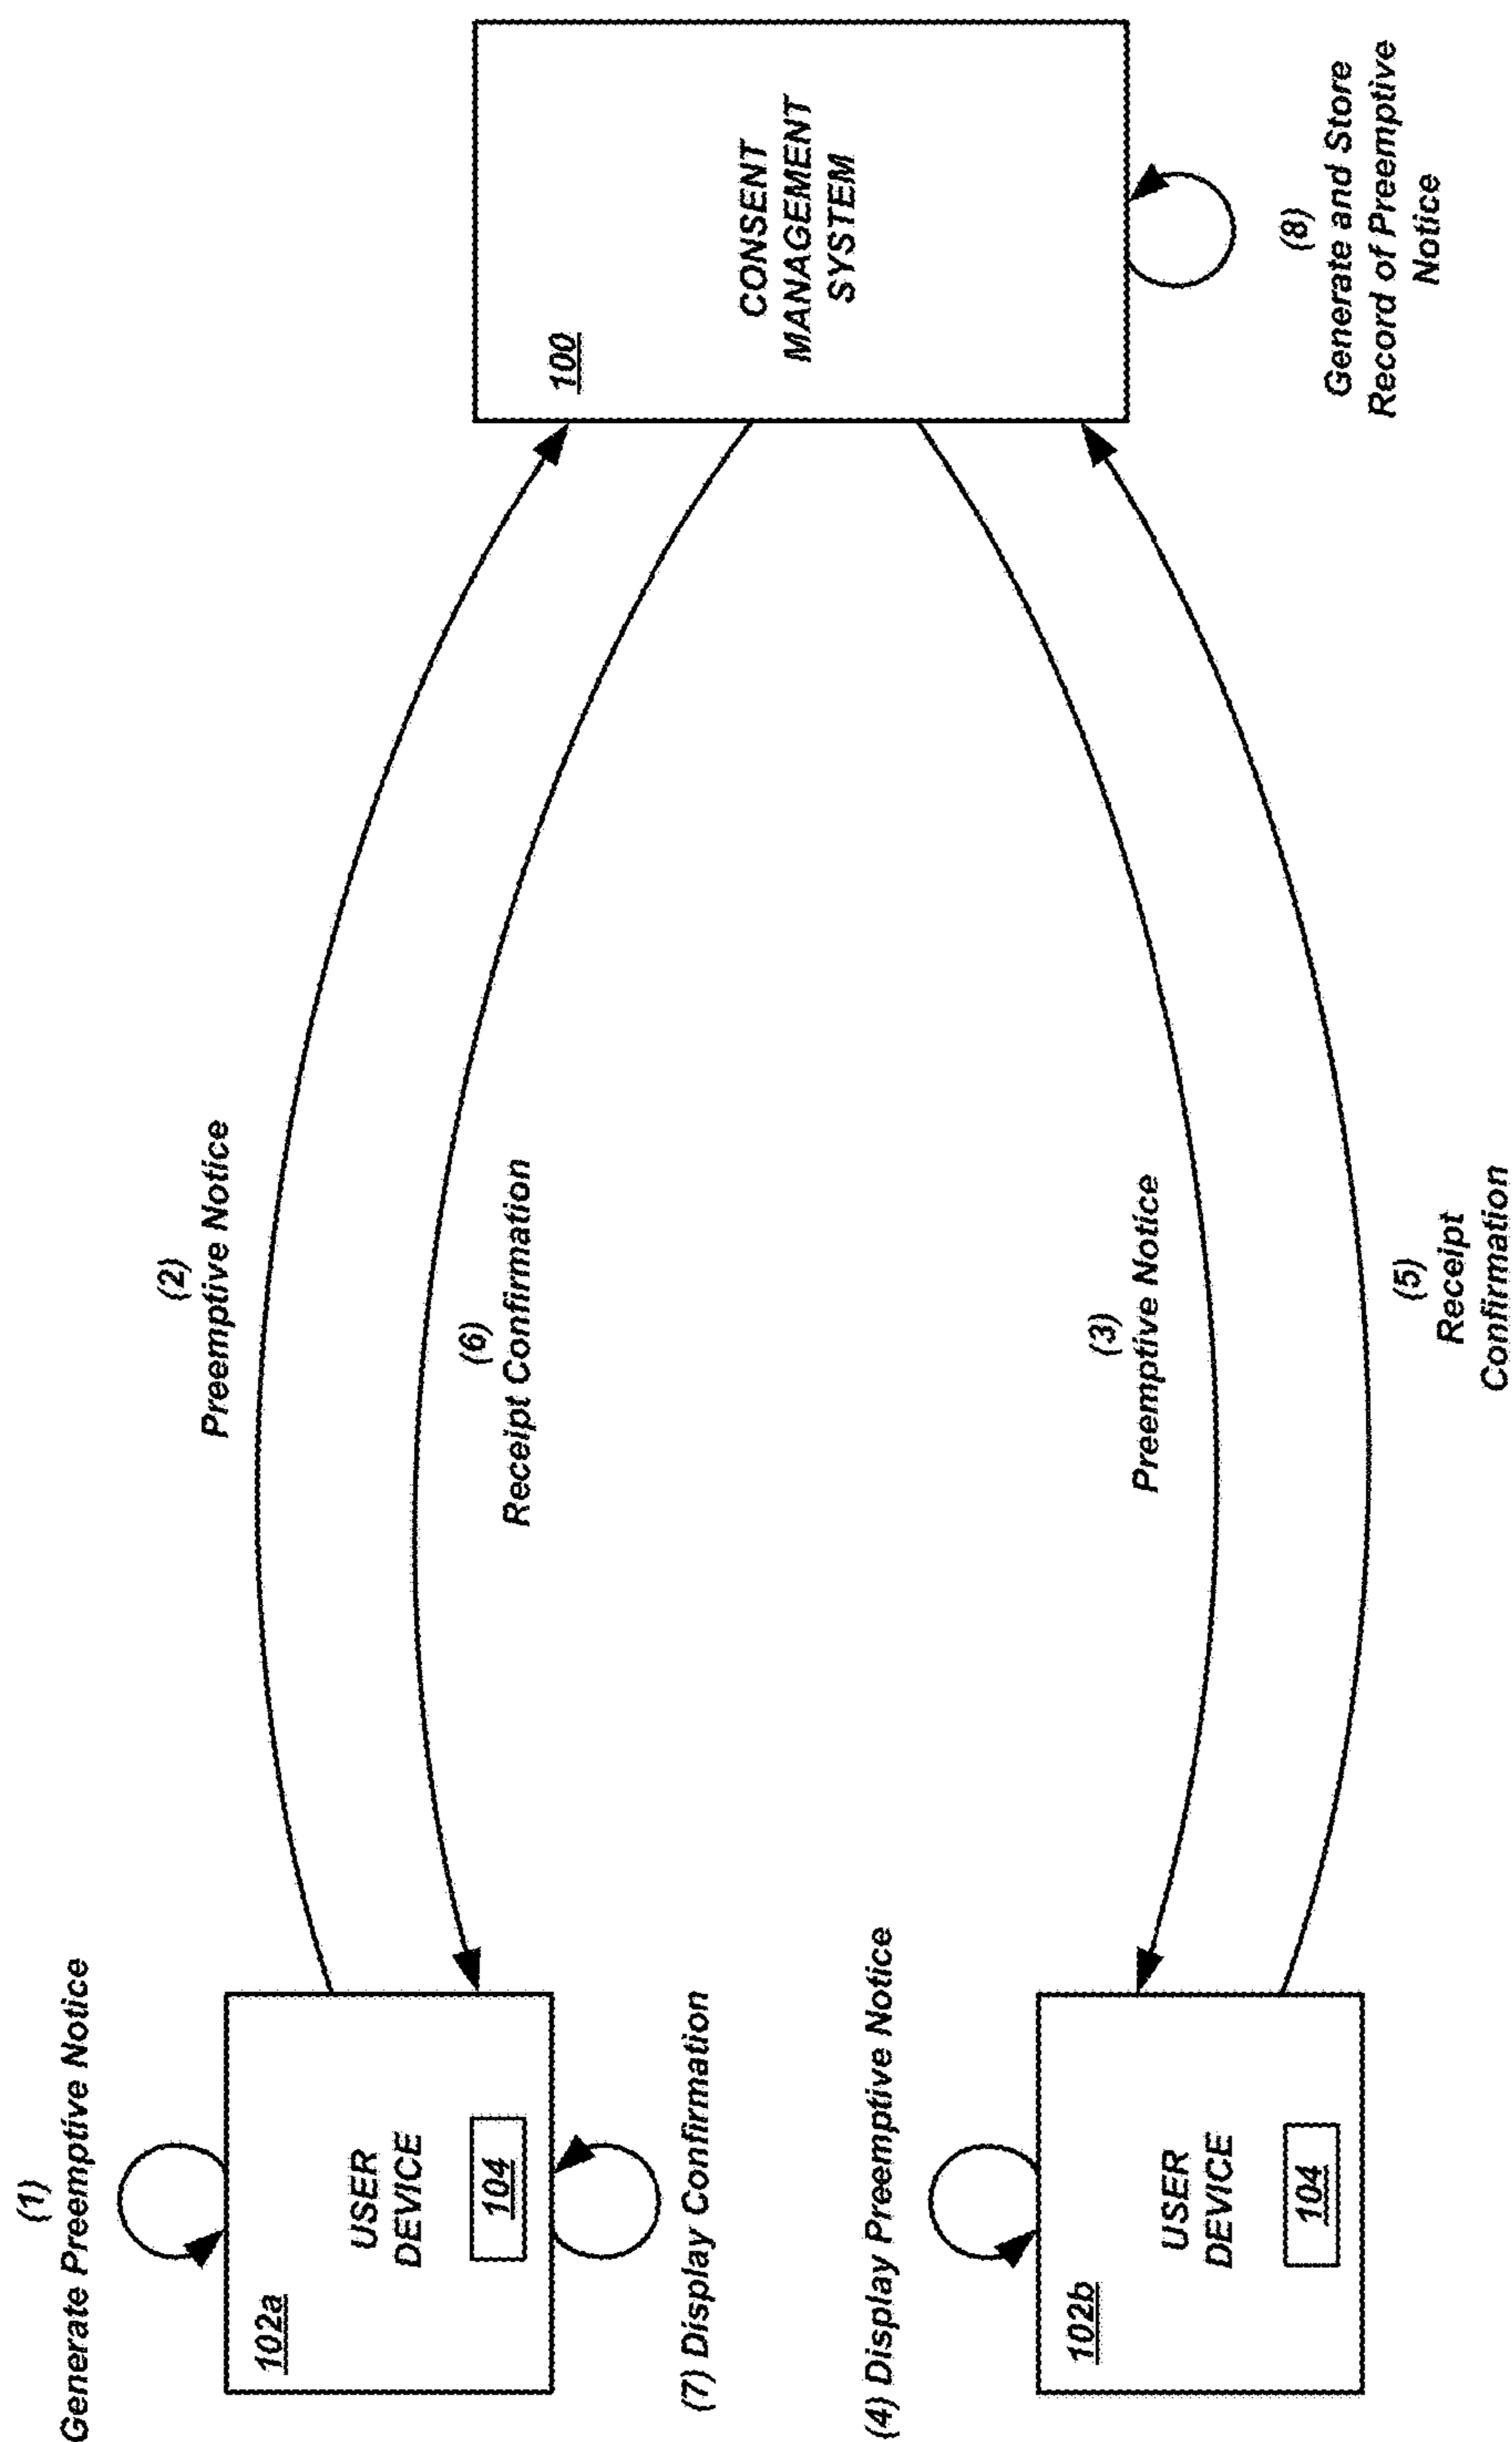 (1)
Generate Preemptive Notice
102a
USER
DEVICE
104
(7) Display Confirmation
(2)
Preemptive Notice
(6)
Receipt Confirmation
100
CONSENT
MANAGEMENT
SYSTEM
(4) Display Preemptive Notice
102b
USER
DEVICE
104
(3)
Preemptive Notice
(5)
Receipt
Confirmation
(8)
Generate and Store
Record of Preemptive
Notice